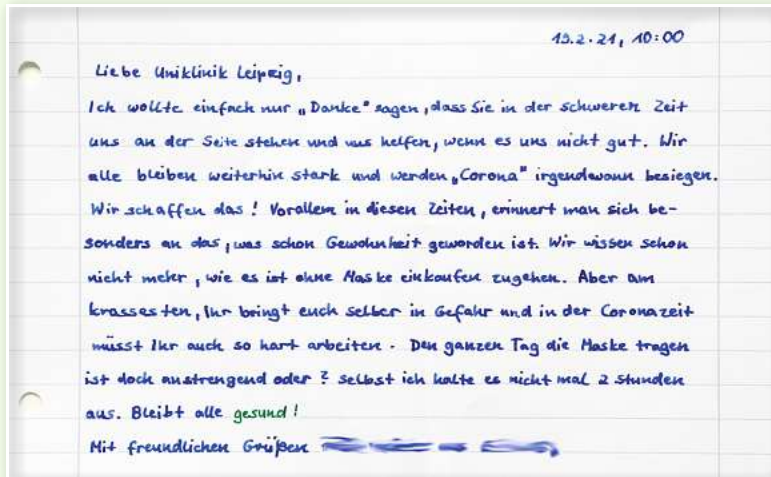 19.2.21, 10:00
Liebe Uniklinik Leipzig,
Ich wollte einfach nur „Danke" sagen, dass Sie in der schweren Zeit
uns an der Seite stehen und uns helfen, wenn es uns nicht gut. Wir
alle bleiben weiterhin stark und werden „Corona" irgendwann besiegen.
Wir schaffen das! Vorallem in diesen Zeiten, erinnert man sich be-
sonders an das, was schon Gewohnheit geworden ist. Wir wissen schon
nicht mehr, wie es ist ohne Maske einkaufen zugehen. Aber am
krassesten, Ihr bringt euch selber in Gefahr und in der Coronazeit
müsst Ihr auch so hart arbeiten. Den ganzen Tag die Maske tragen
ist doch anstrengend oder? Selbst ich halte es nicht mal 2 Stunden
aus. Bleibt alle gesund!
Mit freundlichen Grüßen